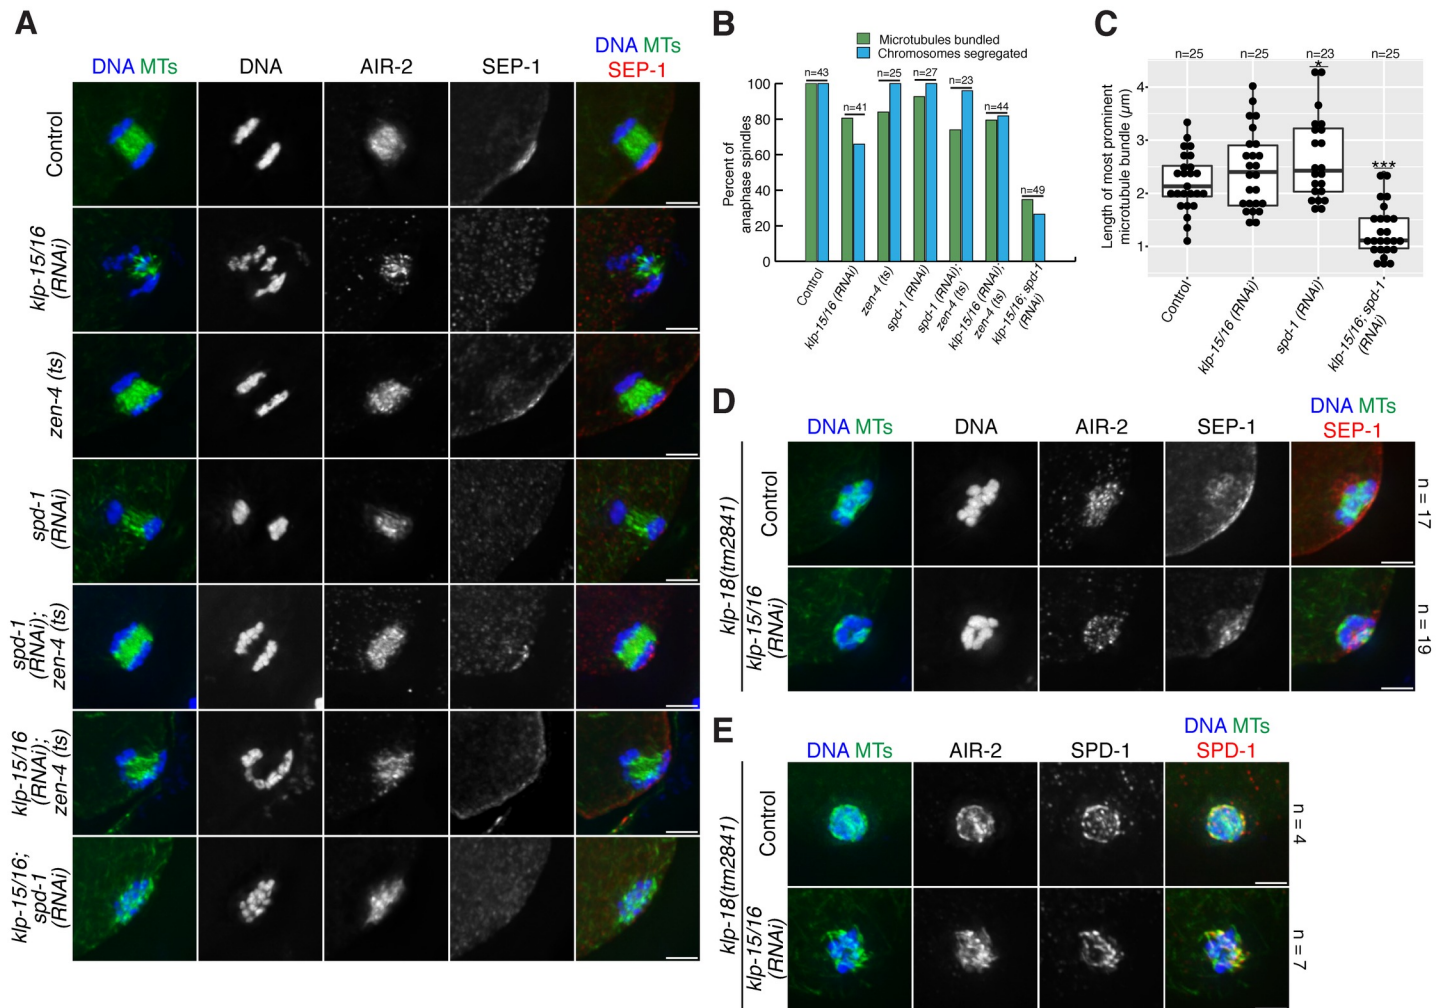 A
DNA MTs
DNA
AIR-2
SEP-1
DNA MTs
SEP-1
Control
klp-15/16
(RNAi)
zen-4 (ts)
spd-1
(RNAi)
spd-1
(RNAi);
zen-4 (ts)
klp-15/16
(RNAi);
zen-4 (ts)
klp-15/16;
spd-1
(RNAi)
B
Microtubules bundled
Chromosomes segregated
Percent of
anaphase spindles
100
80
60
40
20
0
n=43
n=41
n=25
n=27
n=23
n=44
n=49
Control
klp-15/16 (RNAi)
zen-4 (ts)
spd-1 (RNAi)
spd-1 (RNAi);
zen-4 (ts)
klp-15/16 (RNAi);
zen-4 (ts)
klp-15/16; spd-1
(RNAi)
C
n=25
n=25
n=23
n=25
*
***
Length of most prominent
microtubule bundle (µm)
4
3
2
1
Control
klp-15/16 (RNAi)
spd-1 (RNAi)
klp-15/16; spd-1
(RNAi)
D
DNA MTs
DNA
AIR-2
SEP-1
DNA MTs
SEP-1
klp-18(tm2841)
Control
klp-15/16
(RNAi)
n = 17
n = 19
E
DNA MTs
AIR-2
SPD-1
DNA MTs
SPD-1
klp-18(tm2841)
Control
klp-15/16
(RNAi)
n = 4
n = 7